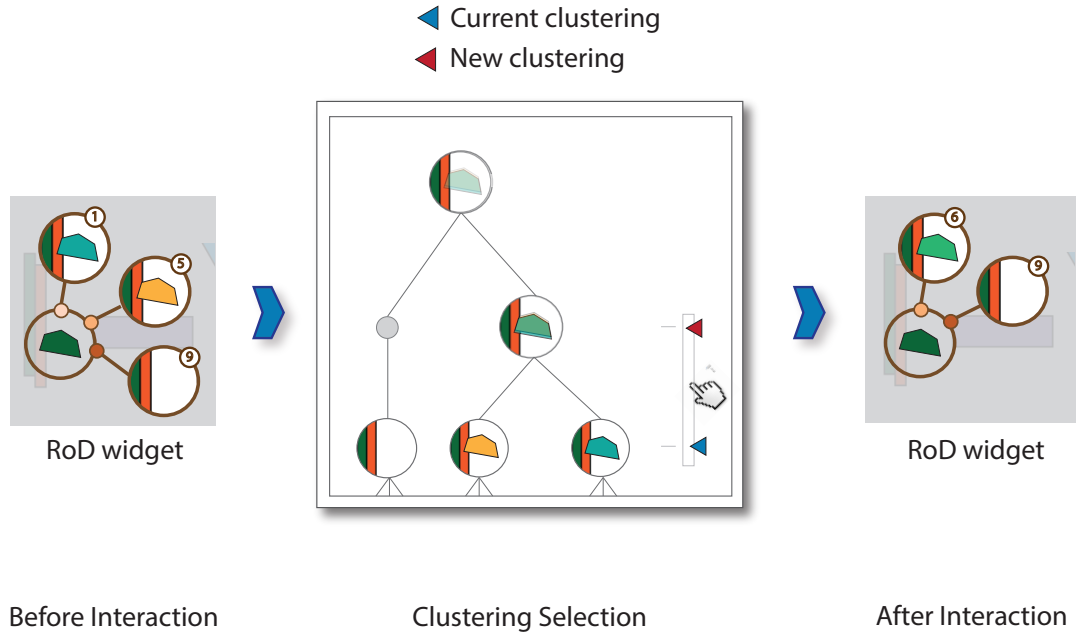 Current clustering
New clustering
1
5
9
RoD widget
6
9
RoD widget
Before Interaction
Clustering Selection
After Interaction